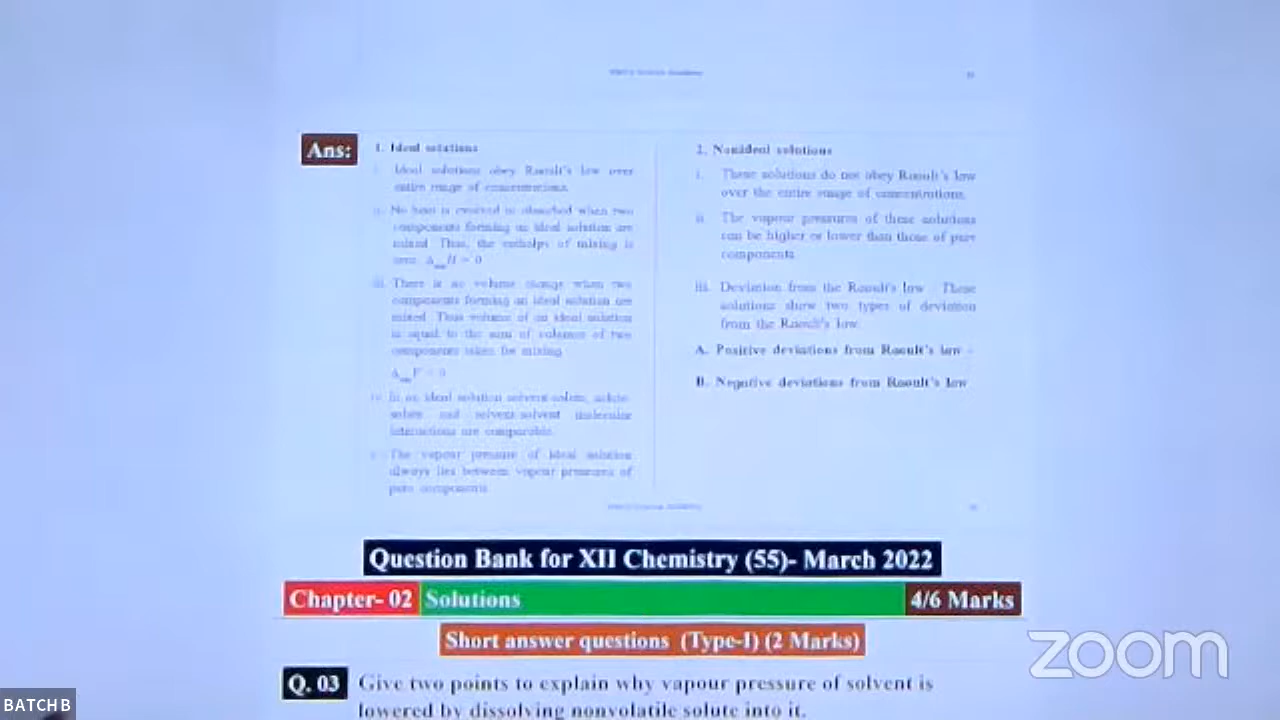 Ans:
1. Ideal solutions
i. Ideal solutions obey Raoult's law over
entire range of concentrations.
ii. No heat is evolved or absorbed when two
components forming an ideal solution are
mixed. Thus, the enthalpy of mixing is
zero. ΔmixH = 0
iii. There is no volume change when two
components forming an ideal solution are
mixed. Thus volume of an ideal solution
is equal to the sum of volumes of two
components taken for mixing.
ΔmixV = 0
iv. In an ideal solution solvent-solute, solute-
solute and solvent-solvent molecular
interactions are comparable.
v. The vapour pressure of ideal solution
always lies between vapour pressures of
pure components
2. Nonideal solutions
i. These solutions do not obey Raoult's law
over the entire range of concentrations.
ii. The vapour pressures of these solutions
can be higher or lower than those of pure
components.
iii. Deviation from the Raoult's law These
solutions show two types of deviation
from the Raoult's law.
A. Positive deviations from Raoult's law -
B. Negative deviations from Raoult's law
Question Bank for XII Chemistry (55)- March 2022
Chapter- 02 Solutions 4/6 Marks
Short answer questions (Type-I) (2 Marks)
Q. 03 Give two points to explain why vapour pressure of solvent is
lowered by dissolving nonvolatile solute into it.
zoom
BATCH B